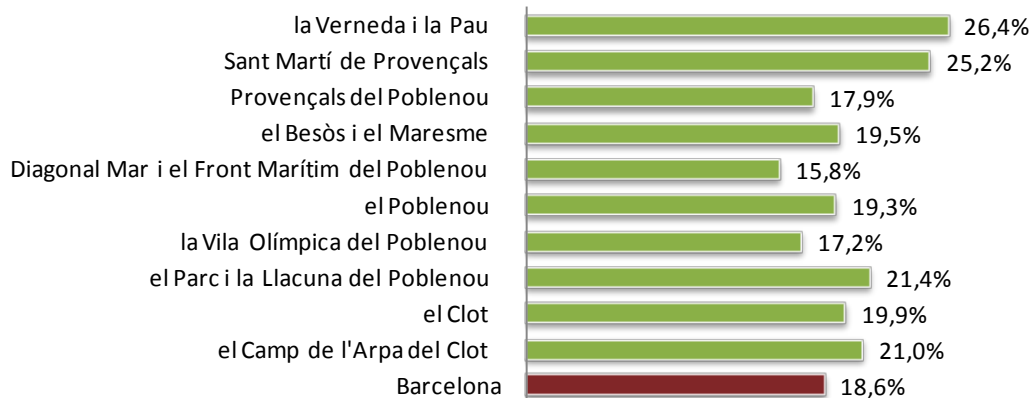 la Verneda i la Pau 26,4%
Sant Martí de Provençals 25,2%
Provençals del Poblenou 17,9%
el Besòs i el Maresme 19,5%
Diagonal Mar i el Front Marítim del Poblenou 15,8%
el Poblenou 19,3%
la Vila Olímpica del Poblenou 17,2%
el Parc i la Llacuna del Poblenou 21,4%
el Clot 19,9%
el Camp de l'Arpa del Clot 21,0%
Barcelona 18,6%